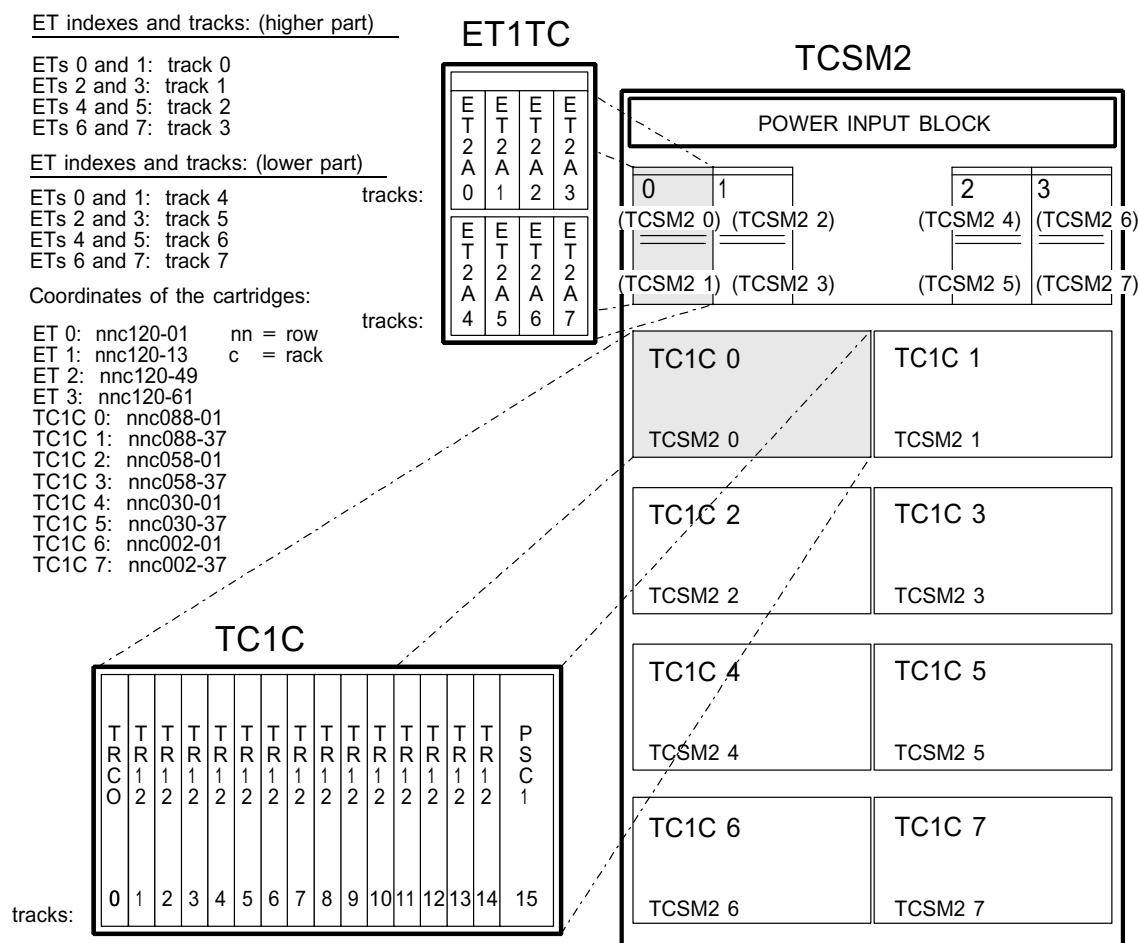 ET indexes and tracks: (higher part)
ETs 0 and 1: track 0
ETs 2 and 3: track 1
ETs 4 and 5: track 2
ETs 6 and 7: track 3
ET indexes and tracks: (lower part)
ETs 0 and 1: track 4
ETs 2 and 3: track 5
ETs 4 and 5: track 6
ETs 6 and 7: track 7
Coordinates of the cartridges:
ET 0: nnc120-01 nn = row
ET 1: nnc120-13 c = rack
ET 2: nnc120-49
ET 3: nnc120-61
TC1C 0: nnc088-01
TC1C 1: nnc088-37
TC1C 2: nnc058-01
TC1C 3: nnc058-37
TC1C 4: nnc030-01
TC1C 5: nnc030-37
TC1C 6: nnc002-01
TC1C 7: nnc002-37
ET1TC
ET2A ET2A ET2A ET2A
tracks: 0 1 2 3
ET2A ET2A ET2A ET2A
tracks: 4 5 6 7
TCSM2
POWER INPUT BLOCK
0 1 2 3
(TCSM2 0) (TCSM2 2) (TCSM2 4) (TCSM2 6)
(TCSM2 1) (TCSM2 3) (TCSM2 5) (TCSM2 7)
TC1C 0 TC1C 1
TCSM2 0 TCSM2 1
TC1C 2 TC1C 3
TCSM2 2 TCSM2 3
TC1C 4 TC1C 5
TCSM2 4 TCSM2 5
TC1C 6 TC1C 7
TCSM2 6 TCSM2 7
TC1C
TRCO TR12 TR12 TR12 TR12 TR12 TR12 TR12 TR12 TR12 TR12 TR12 TR12 TR12 TR12 PSC1
tracks: 0 1 2 3 4 5 6 7 8 9 10 11 12 13 14 15